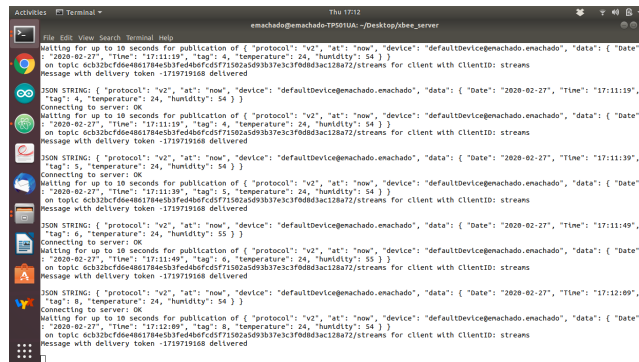 Activities Terminal Thu 17:12
emachado@emachado-TP501UA: ~/Desktop/xbee_server
File Edit View Search Terminal Help
Waiting for up to 10 seconds for publication of { "protocol": "v2", "at": "now", "device": "defaultDevice@emachado.emachado", "data": { "Date"
: "2020-02-27", "Time": "17:11:19", "tag": 4, "temperature": 24, "humidity": 54 } }
on topic 6cb32bcfd6e4861784e5b3fed4b6fcd5f71502a5d93b37e3c3f0d8d3ac128a72/streams for client with ClientID: streams
Message with delivery token -1719719168 delivered
JSON STRING: { "protocol": "v2", "at": "now", "device": "defaultDevice@emachado.emachado", "data": { "Date": "2020-02-27", "Time": "17:11:19",
"tag": 4, "temperature": 24, "humidity": 54 } }
Connecting to server: OK
Waiting for up to 10 seconds for publication of { "protocol": "v2", "at": "now", "device": "defaultDevice@emachado.emachado", "data": { "Date"
: "2020-02-27", "Time": "17:11:19", "tag": 4, "temperature": 24, "humidity": 54 } }
on topic 6cb32bcfd6e4861784e5b3fed4b6fcd5f71502a5d93b37e3c3f0d8d3ac128a72/streams for client with ClientID: streams
Message with delivery token -1719719168 delivered
JSON STRING: { "protocol": "v2", "at": "now", "device": "defaultDevice@emachado.emachado", "data": { "Date": "2020-02-27", "Time": "17:11:39",
"tag": 5, "temperature": 24, "humidity": 54 } }
Connecting to server: OK
Waiting for up to 10 seconds for publication of { "protocol": "v2", "at": "now", "device": "defaultDevice@emachado.emachado", "data": { "Date"
: "2020-02-27", "Time": "17:11:39", "tag": 5, "temperature": 24, "humidity": 54 } }
on topic 6cb32bcfd6e4861784e5b3fed4b6fcd5f71502a5d93b37e3c3f0d8d3ac128a72/streams for client with ClientID: streams
Message with delivery token -1719719168 delivered
JSON STRING: { "protocol": "v2", "at": "now", "device": "defaultDevice@emachado.emachado", "data": { "Date": "2020-02-27", "Time": "17:11:49",
"tag": 6, "temperature": 24, "humidity": 55 } }
Connecting to server: OK
Waiting for up to 10 seconds for publication of { "protocol": "v2", "at": "now", "device": "defaultDevice@emachado.emachado", "data": { "Date"
: "2020-02-27", "Time": "17:11:49", "tag": 6, "temperature": 24, "humidity": 55 } }
on topic 6cb32bcfd6e4861784e5b3fed4b6fcd5f71502a5d93b37e3c3f0d8d3ac128a72/streams for client with ClientID: streams
Message with delivery token -1719719168 delivered
JSON STRING: { "protocol": "v2", "at": "now", "device": "defaultDevice@emachado.emachado", "data": { "Date": "2020-02-27", "Time": "17:12:09",
"tag": 8, "temperature": 24, "humidity": 54 } }
Connecting to server: OK
Waiting for up to 10 seconds for publication of { "protocol": "v2", "at": "now", "device": "defaultDevice@emachado.emachado", "data": { "Date"
: "2020-02-27", "Time": "17:12:09", "tag": 8, "temperature": 24, "humidity": 54 } }
on topic 6cb32bcfd6e4861784e5b3fed4b6fcd5f71502a5d93b37e3c3f0d8d3ac128a72/streams for client with ClientID: streams
Message with delivery token -1719719168 delivered